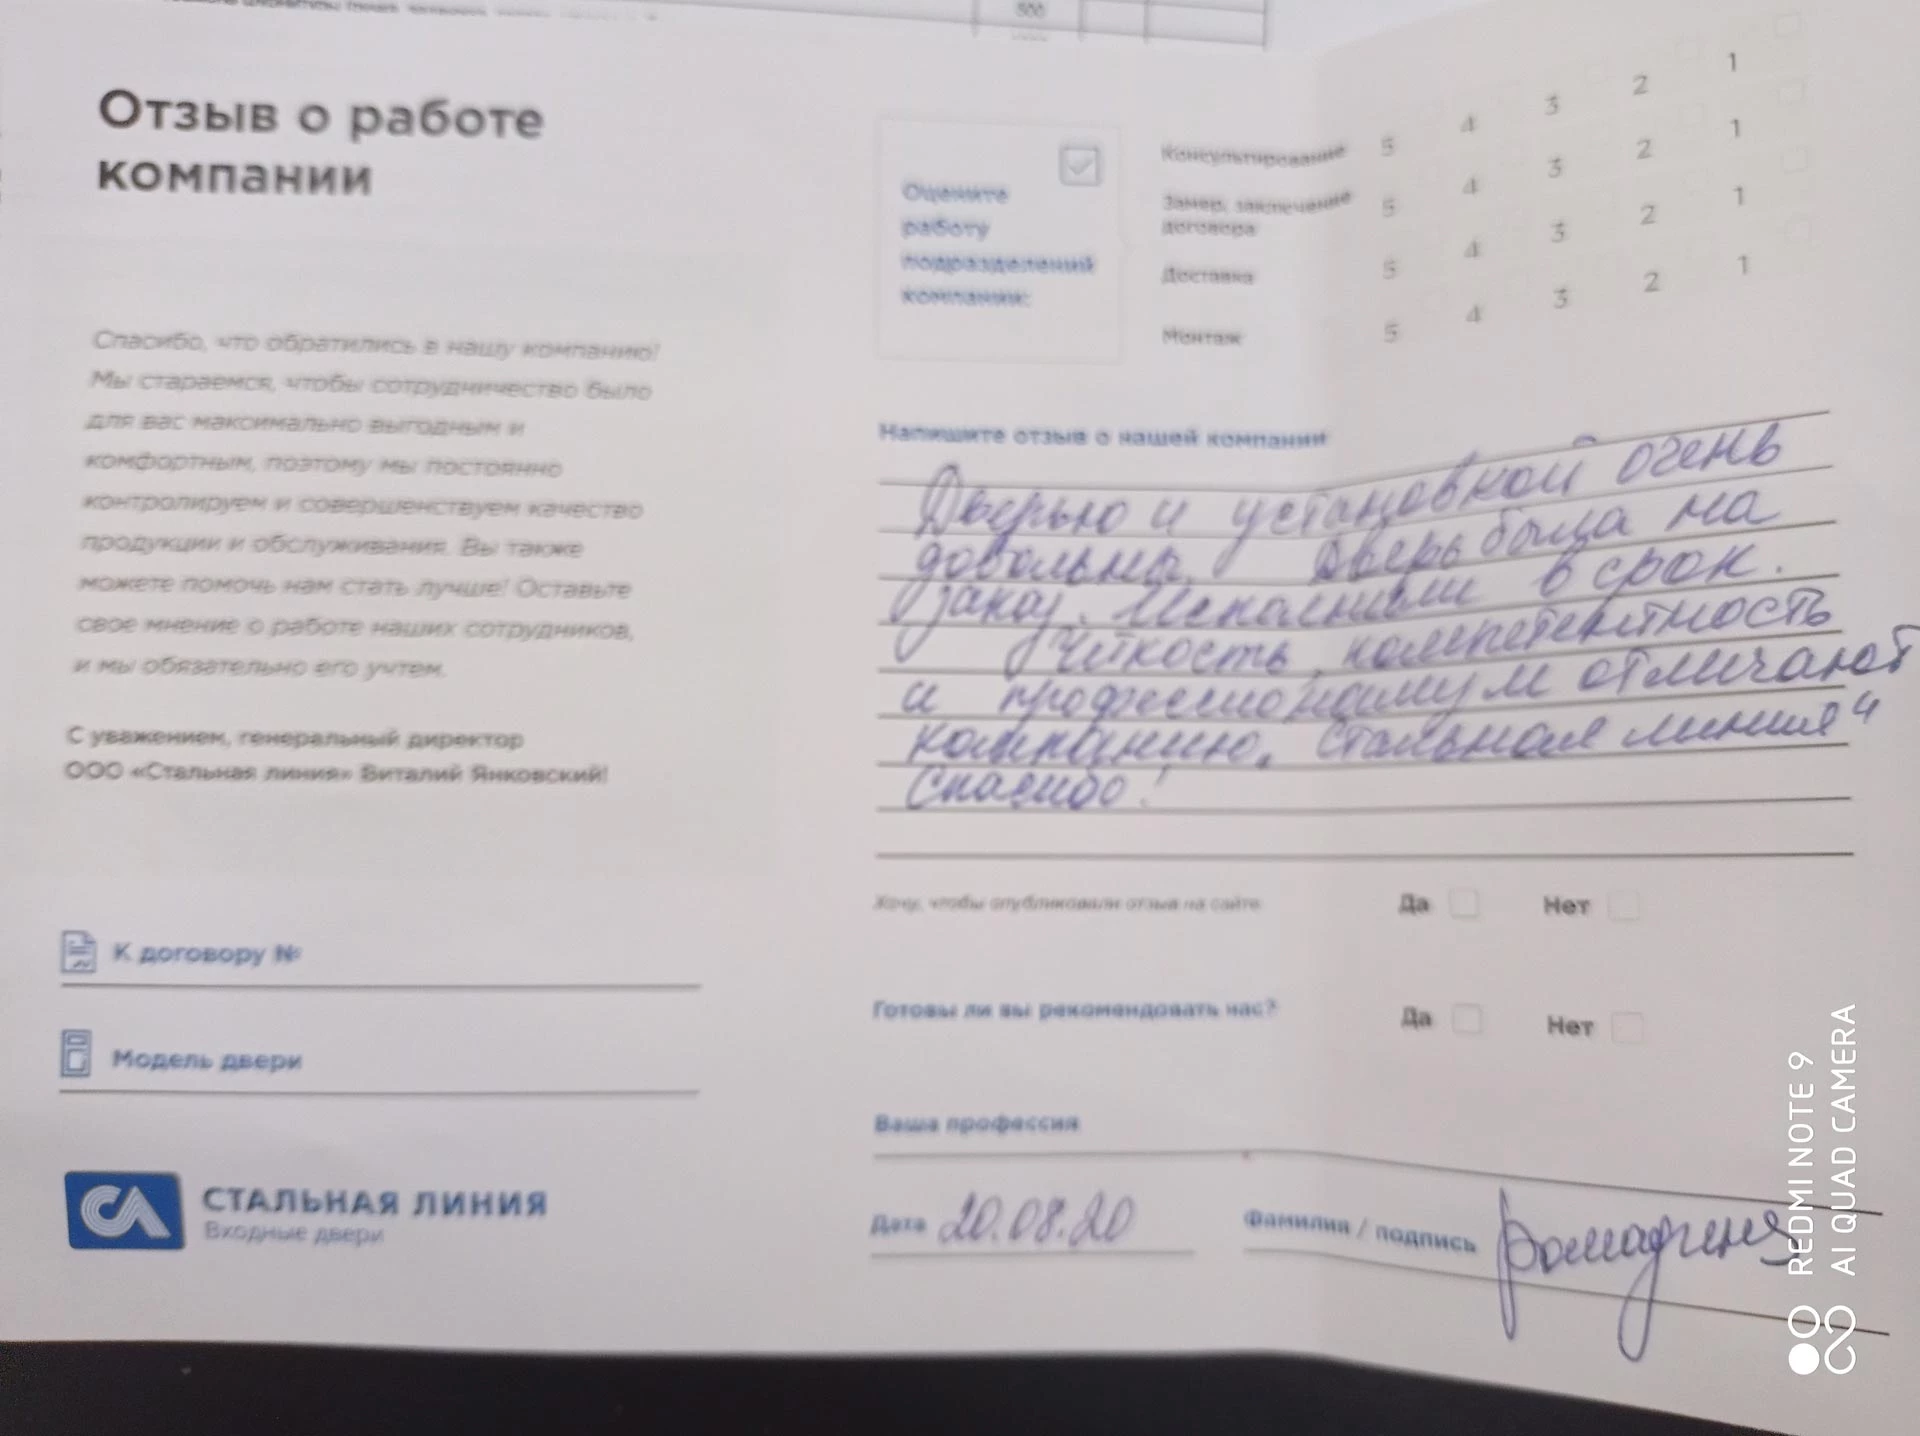 500
Отзыв о работе
компании
Спасибо, что обратились в нашу компанию!
Мы стараемся, чтобы сотрудничество было
для вас максимально выгодным и
комфортным, поэтому мы постоянно
контролируем и совершенствуем качество
продукции и обслуживания. Вы также
можете помочь нам стать лучше! Оставьте
свое мнение о работе наших сотрудников,
и мы обязательно его учтем.
С уважением, генеральный директор
ООО «Стальная линия» Виталий Янковский!
К договору №
Модель двери
СТАЛЬНАЯ ЛИНИЯ
Входные двери
Оцените
работу
подразделений
компании:
Консультирование 5 4 3 2 1
Замер, заключение
договора 5 4 3 2 1
Доставка 5 4 3 2 1
Монтаж 5 4 3 2 1
Напишите отзыв о нашей компании
Дверью и установкой очень
довольны. Дверь была на
заказ. Исполнили в срок.
Чёткость, компетентность
и профессионализм отличают
компанию „Стальная линия“
Спасибо!
Хочу, чтобы опубликовали отзыв на сайте Да Нет
Готовы ли вы рекомендовать нас? Да Нет
Ваша профессия
Дата 20.08.20
Фамилия / подпись
REDMI NOTE 9
AI QUAD CAMERA